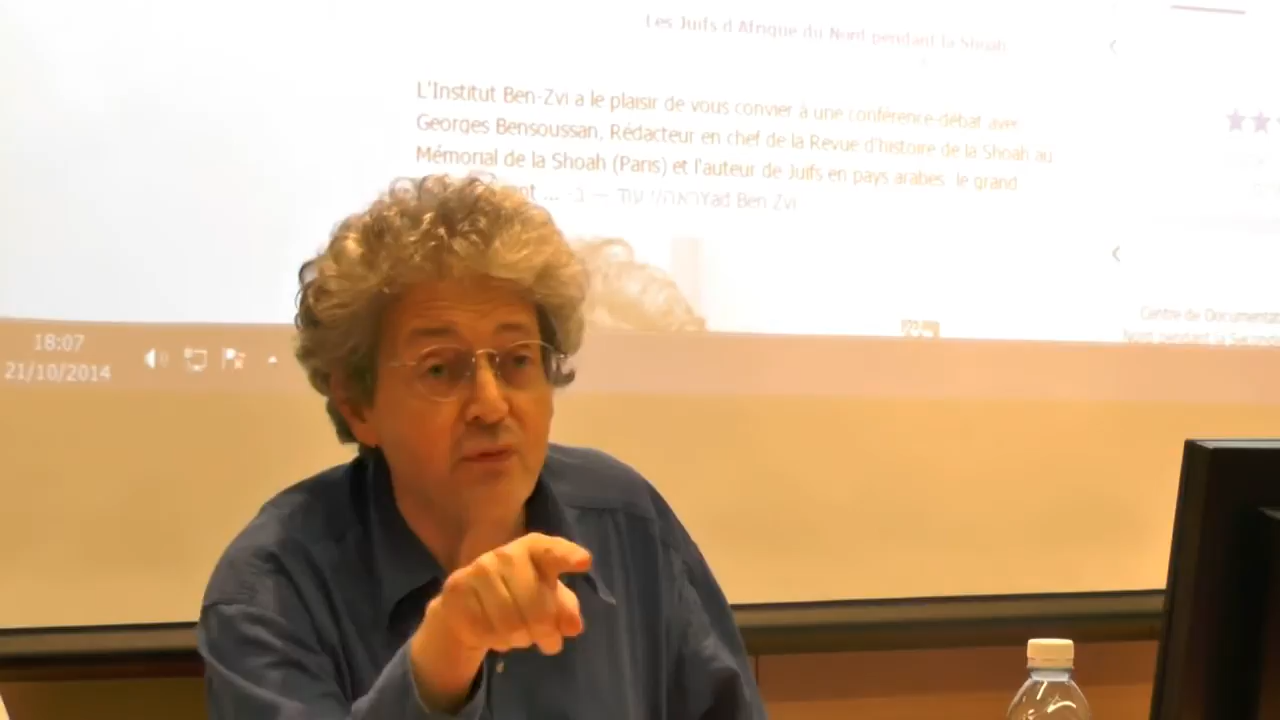 Les Juifs d'Afrique du Nord pendant la Shoah
L'Institut Ben-Zvi a le plaisir de vous convier à une conférence-débat avec
Georges Bensoussan, Rédacteur en chef de la Revue d'histoire de la Shoah au
Mémorial de la Shoah (Paris) et l'auteur de Juifs en pays arabes: le grand
... Yad Ben Zvi
Centre de
18:07
21/10/2014